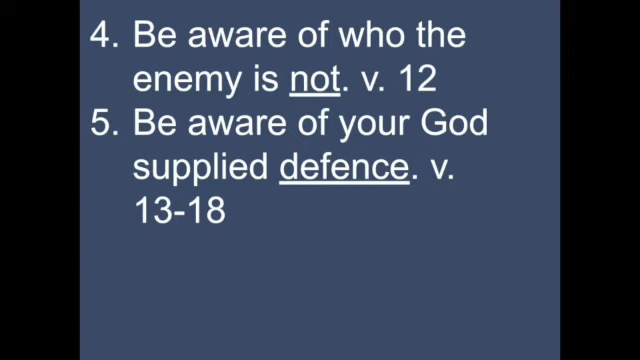 4. Be aware of who the
enemy is not. v. 12
5. Be aware of your God
supplied defence. v.
13-18